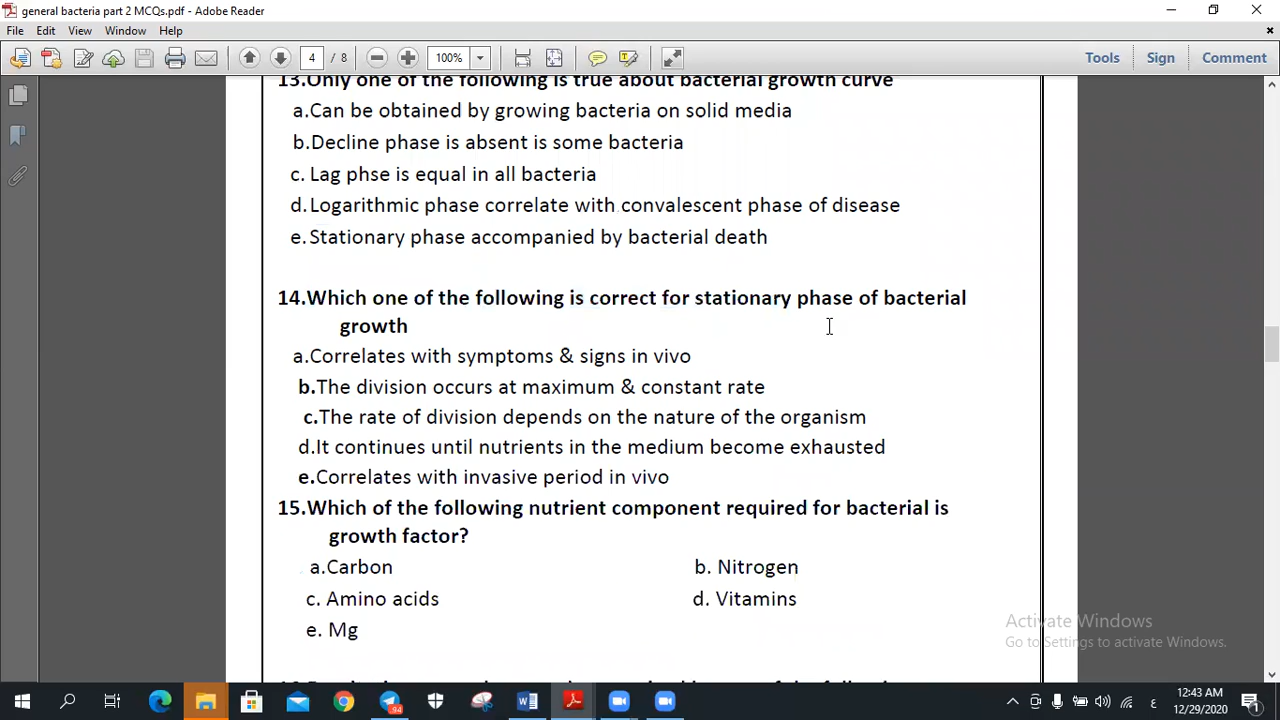 general bacteria part 2 MCQs.pdf - Adobe Reader
File Edit View Window Help
4 / 8 100% Tools Sign Comment
13.Only one of the following is true about bacterial growth curve
a.Can be obtained by growing bacteria on solid media
b.Decline phase is absent is some bacteria
c. Lag phse is equal in all bacteria
d.Logarithmic phase correlate with convalescent phase of disease
e.Stationary phase accompanied by bacterial death
14.Which one of the following is correct for stationary phase of bacterial
growth
a.Correlates with symptoms & signs in vivo
b.The division occurs at maximum & constant rate
c.The rate of division depends on the nature of the organism
d.It continues until nutrients in the medium become exhausted
e.Correlates with invasive period in vivo
15.Which of the following nutrient component required for bacterial is
growth factor?
a.Carbon b. Nitrogen
c. Amino acids d. Vitamins
e. Mg
Activate Windows
Go to Settings to activate Windows.
94
ع
12:43 AM
12/29/2020
1